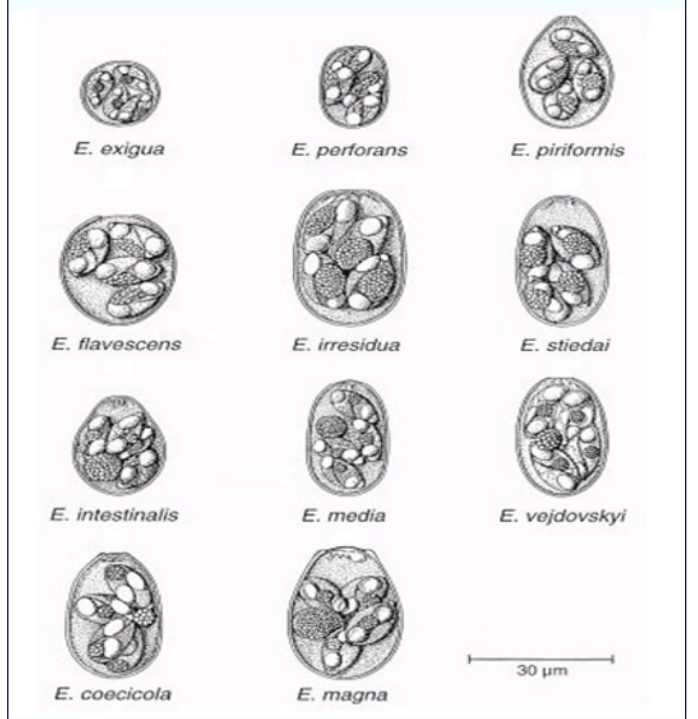 E. exigua
E. perforans
E. piriformis
E. flavescens
E. irresidua
E. stiedai
E. intestinalis
E. media
E. vejdovskyi
E. coecicola
E. magna
30 µm